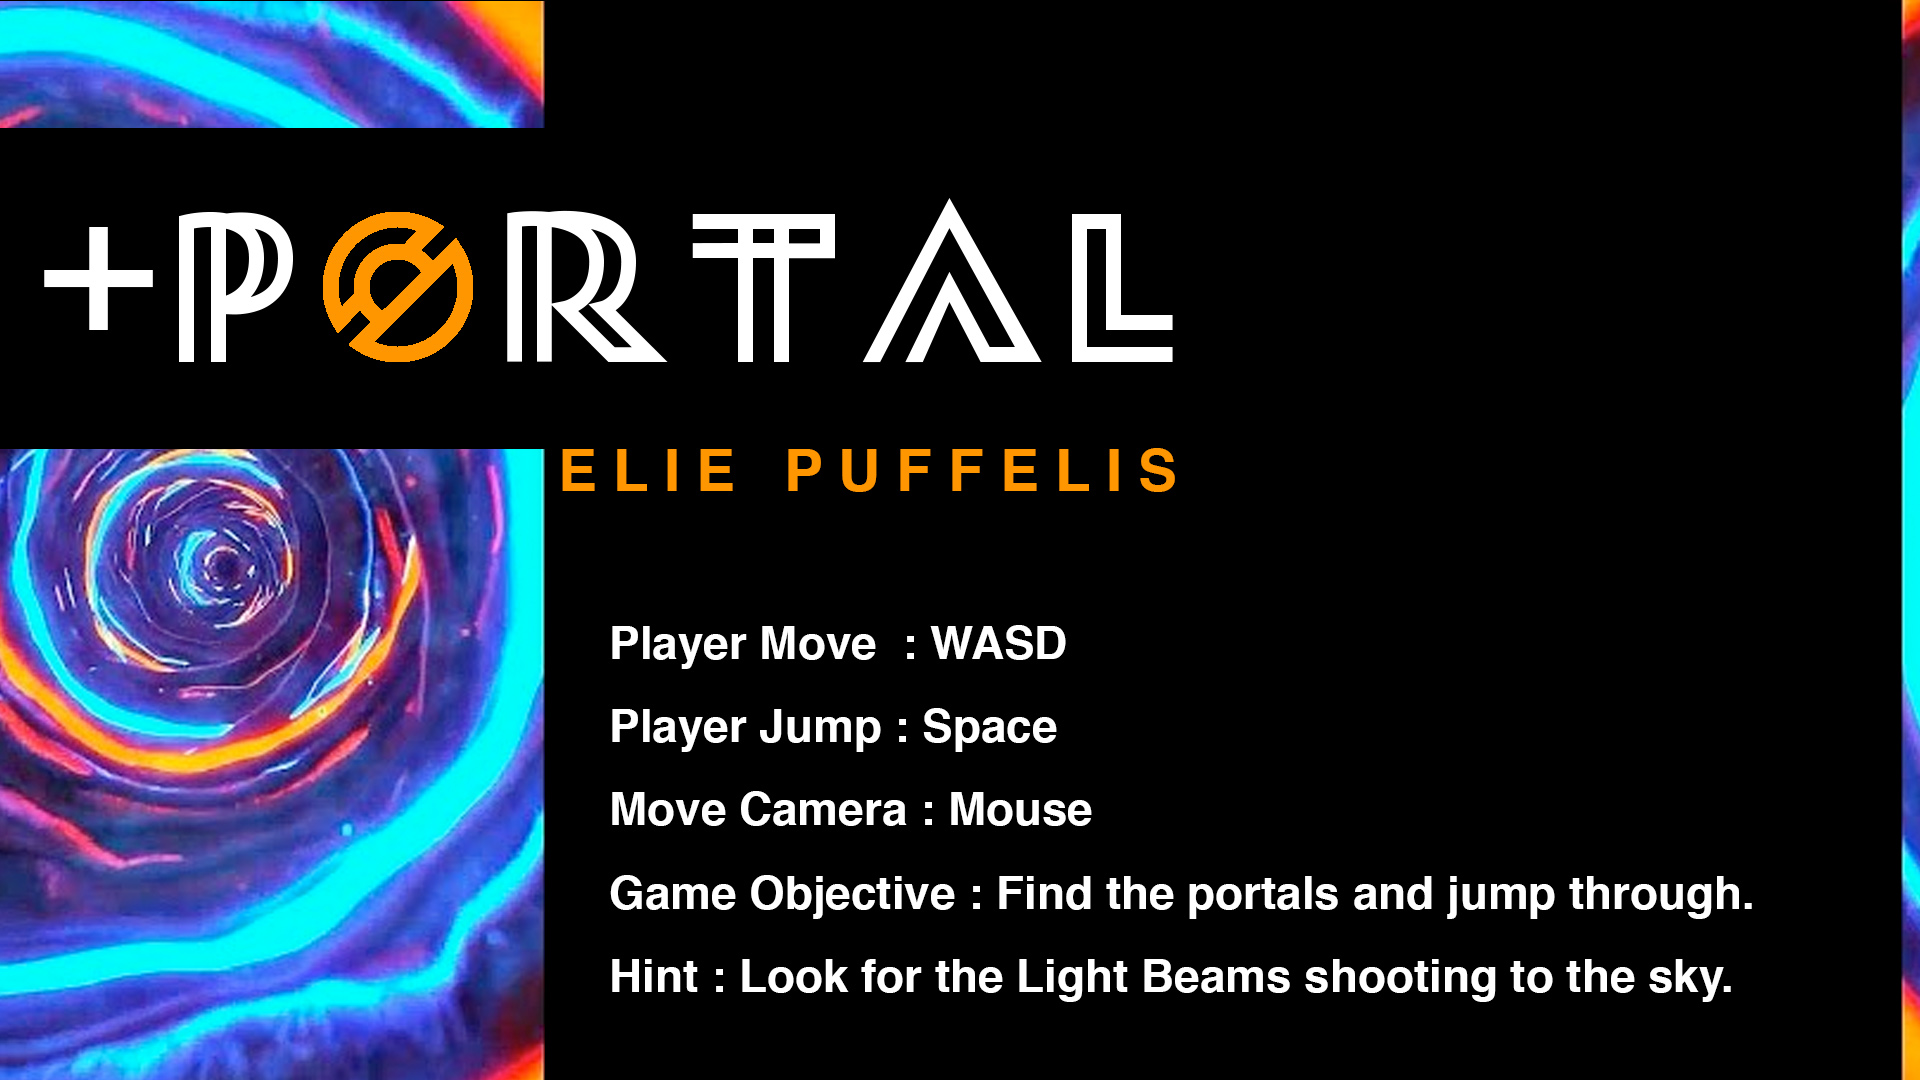 +PORTAL
ELIE PUFFELIS
Player Move  : WASD
Player Jump : Space
Move Camera : Mouse
Game Objective : Find the portals and jump through.
Hint : Look for the Light Beams shooting to the sky.